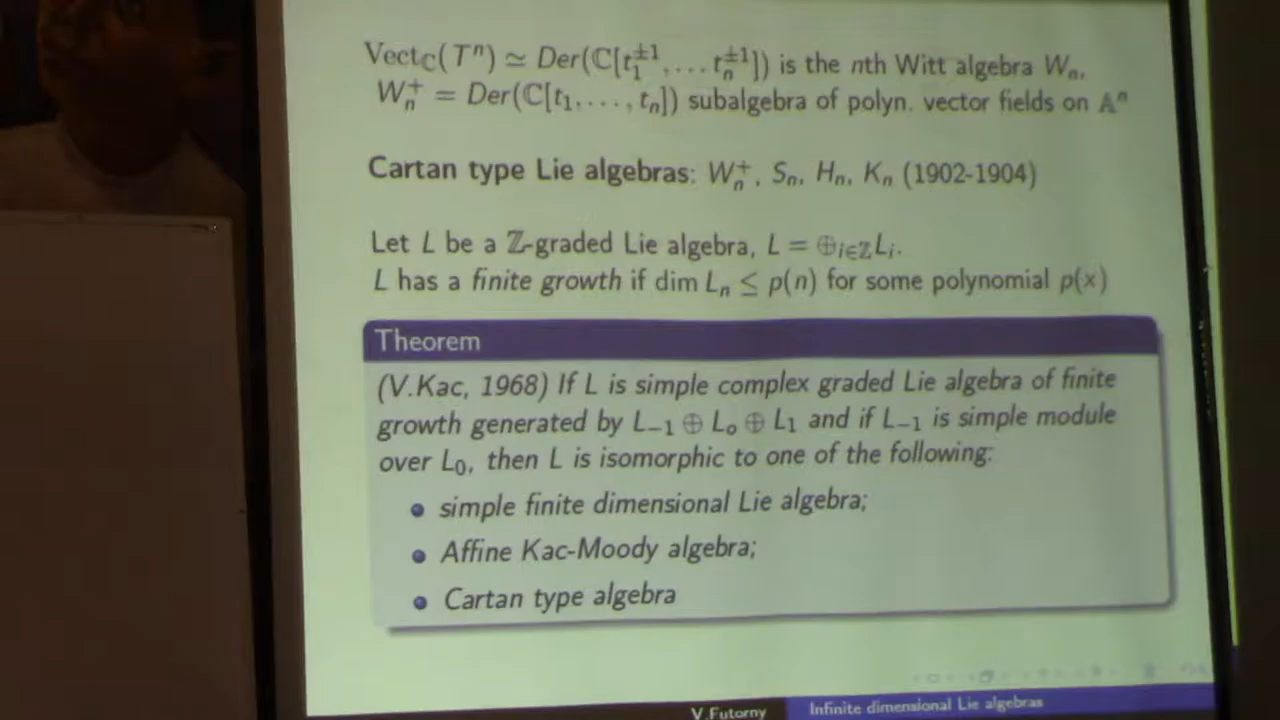 Vect_ℂ(Tⁿ) ≃ Der(ℂ[t₁^{±1}, … t_n^{±1}]) is the nth Witt algebra W_n,
W_n^+ = Der(ℂ[t₁, …, t_n]) subalgebra of polyn. vector fields on 𝔸ⁿ
Cartan type Lie algebras: W_n^+, S_n, H_n, K_n (1902-1904)
Let L be a ℤ-graded Lie algebra, L = ⊕_{i∈ℤ} L_i.
L has a finite growth if dim L_n ≤ p(n) for some polynomial p(x)
Theorem
(V.Kac, 1968) If L is simple complex graded Lie algebra of finite
growth generated by L_{-1} ⊕ L_o ⊕ L_1 and if L_{-1} is simple module
over L_0, then L is isomorphic to one of the following:
• simple finite dimensional Lie algebra;
• Affine Kac-Moody algebra;
• Cartan type algebra
V.Futorny Infinite dimensional Lie algebras